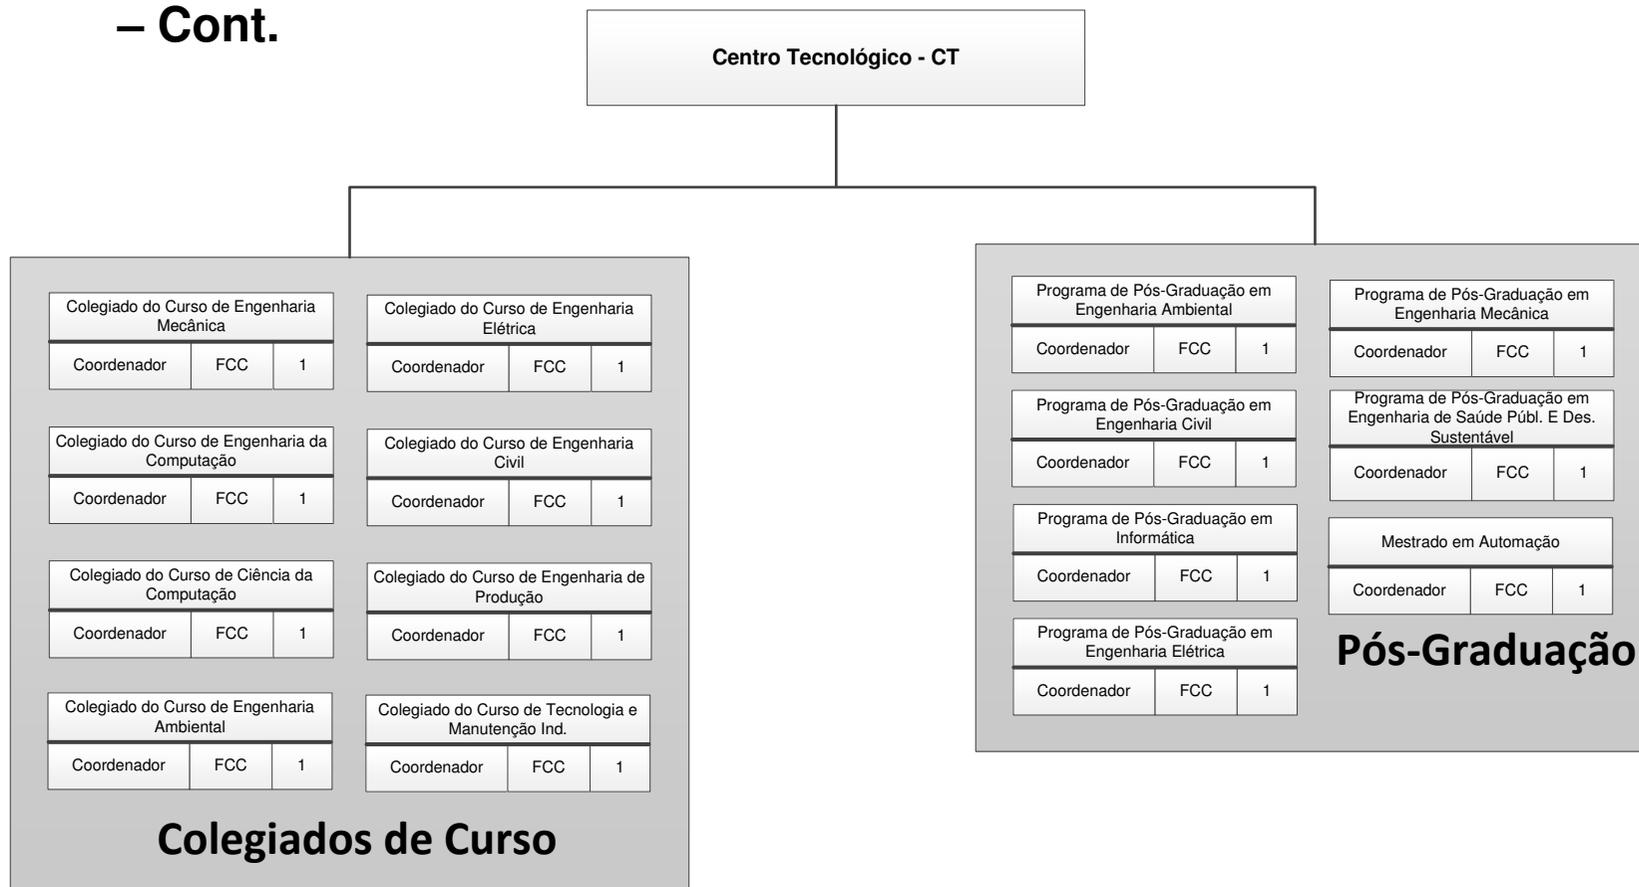 – Cont.
Centro Tecnológico - CT
Colegiado do Curso de Engenharia
Mecânica
Coordenador FCC 1
Colegiado do Curso de Engenharia
Elétrica
Coordenador FCC 1
Colegiado do Curso de Engenharia da
Computação
Coordenador FCC 1
Colegiado do Curso de Engenharia
Civil
Coordenador FCC 1
Colegiado do Curso de Ciência da
Computação
Coordenador FCC 1
Colegiado do Curso de Engenharia de
Produção
Coordenador FCC 1
Colegiado do Curso de Engenharia
Ambiental
Coordenador FCC 1
Colegiado do Curso de Tecnologia e
Manutenção Ind.
Coordenador FCC 1
Colegiados de Curso
Programa de Pós-Graduação em
Engenharia Ambiental
Coordenador FCC 1
Programa de Pós-Graduação em
Engenharia Mecânica
Coordenador FCC 1
Programa de Pós-Graduação em
Engenharia Civil
Coordenador FCC 1
Programa de Pós-Graduação em
Engenharia de Saúde Públ. E Des.
Sustentável
Coordenador FCC 1
Programa de Pós-Graduação em
Informática
Coordenador FCC 1
Mestrado em Automação
Coordenador FCC 1
Programa de Pós-Graduação em
Engenharia Elétrica
Coordenador FCC 1
Pós-Graduação